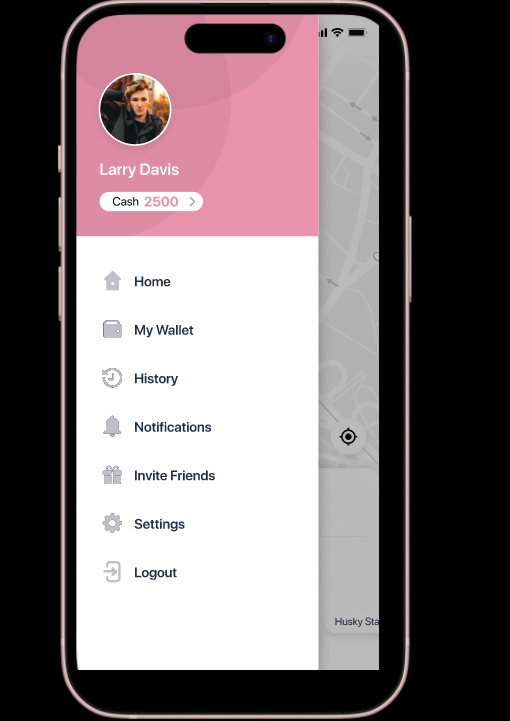 Larry Davis
Cash 2500
Home
My Wallet
History
Notifications
Invite Friends
Settings
Logout
Husky Sta